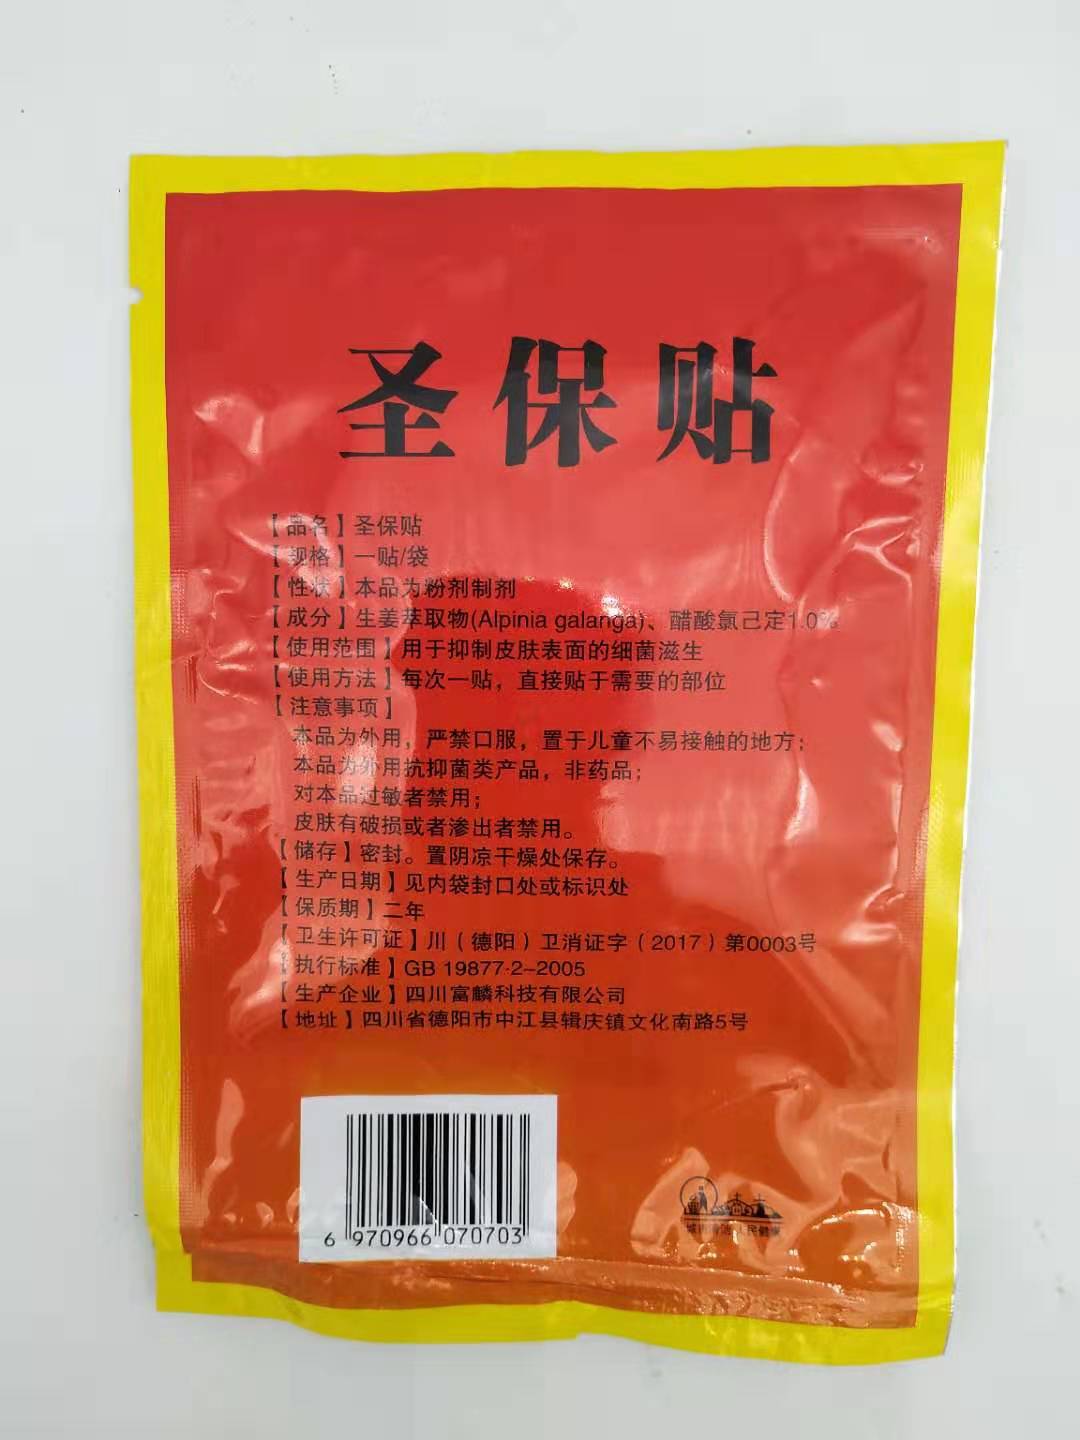 圣保贴
【品名】圣保贴
【规格】一贴/袋
【性状】本品为粉剂制剂
【成分】生姜萃取物(Alpinia galanga)、醋酸氯己定1.0%
【使用范围】用于抑制皮肤表面的细菌滋生
【使用方法】每次一贴，直接贴于需要的部位
【注意事项】
本品为外用，严禁口服，置于儿童不易接触的地方；
本品为外用抗抑菌类产品，非药品；
对本品过敏者禁用；
皮肤有破损或者渗出者禁用。
【储存】密封。置阴凉干燥处保存。
【生产日期】见内袋封口处或标识处
【保质期】二年
【卫生许可证】川（德阳）卫消证字（2017）第0003号
【执行标准】GB 19877·2-2005
【生产企业】四川富麟科技有限公司
【地址】四川省德阳市中江县辑庆镇文化南路5号
6 970966 070703